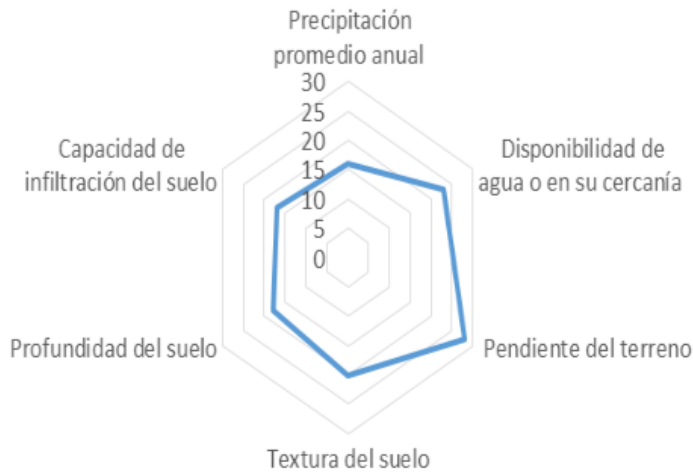 Precipitación
promedio anual
30
25
20
15
10
5
0
Capacidad de
infiltración del suelo
Disponibilidad de
agua o en su cercanía
Profundidad del suelo
Pendiente del terreno
Textura del suelo